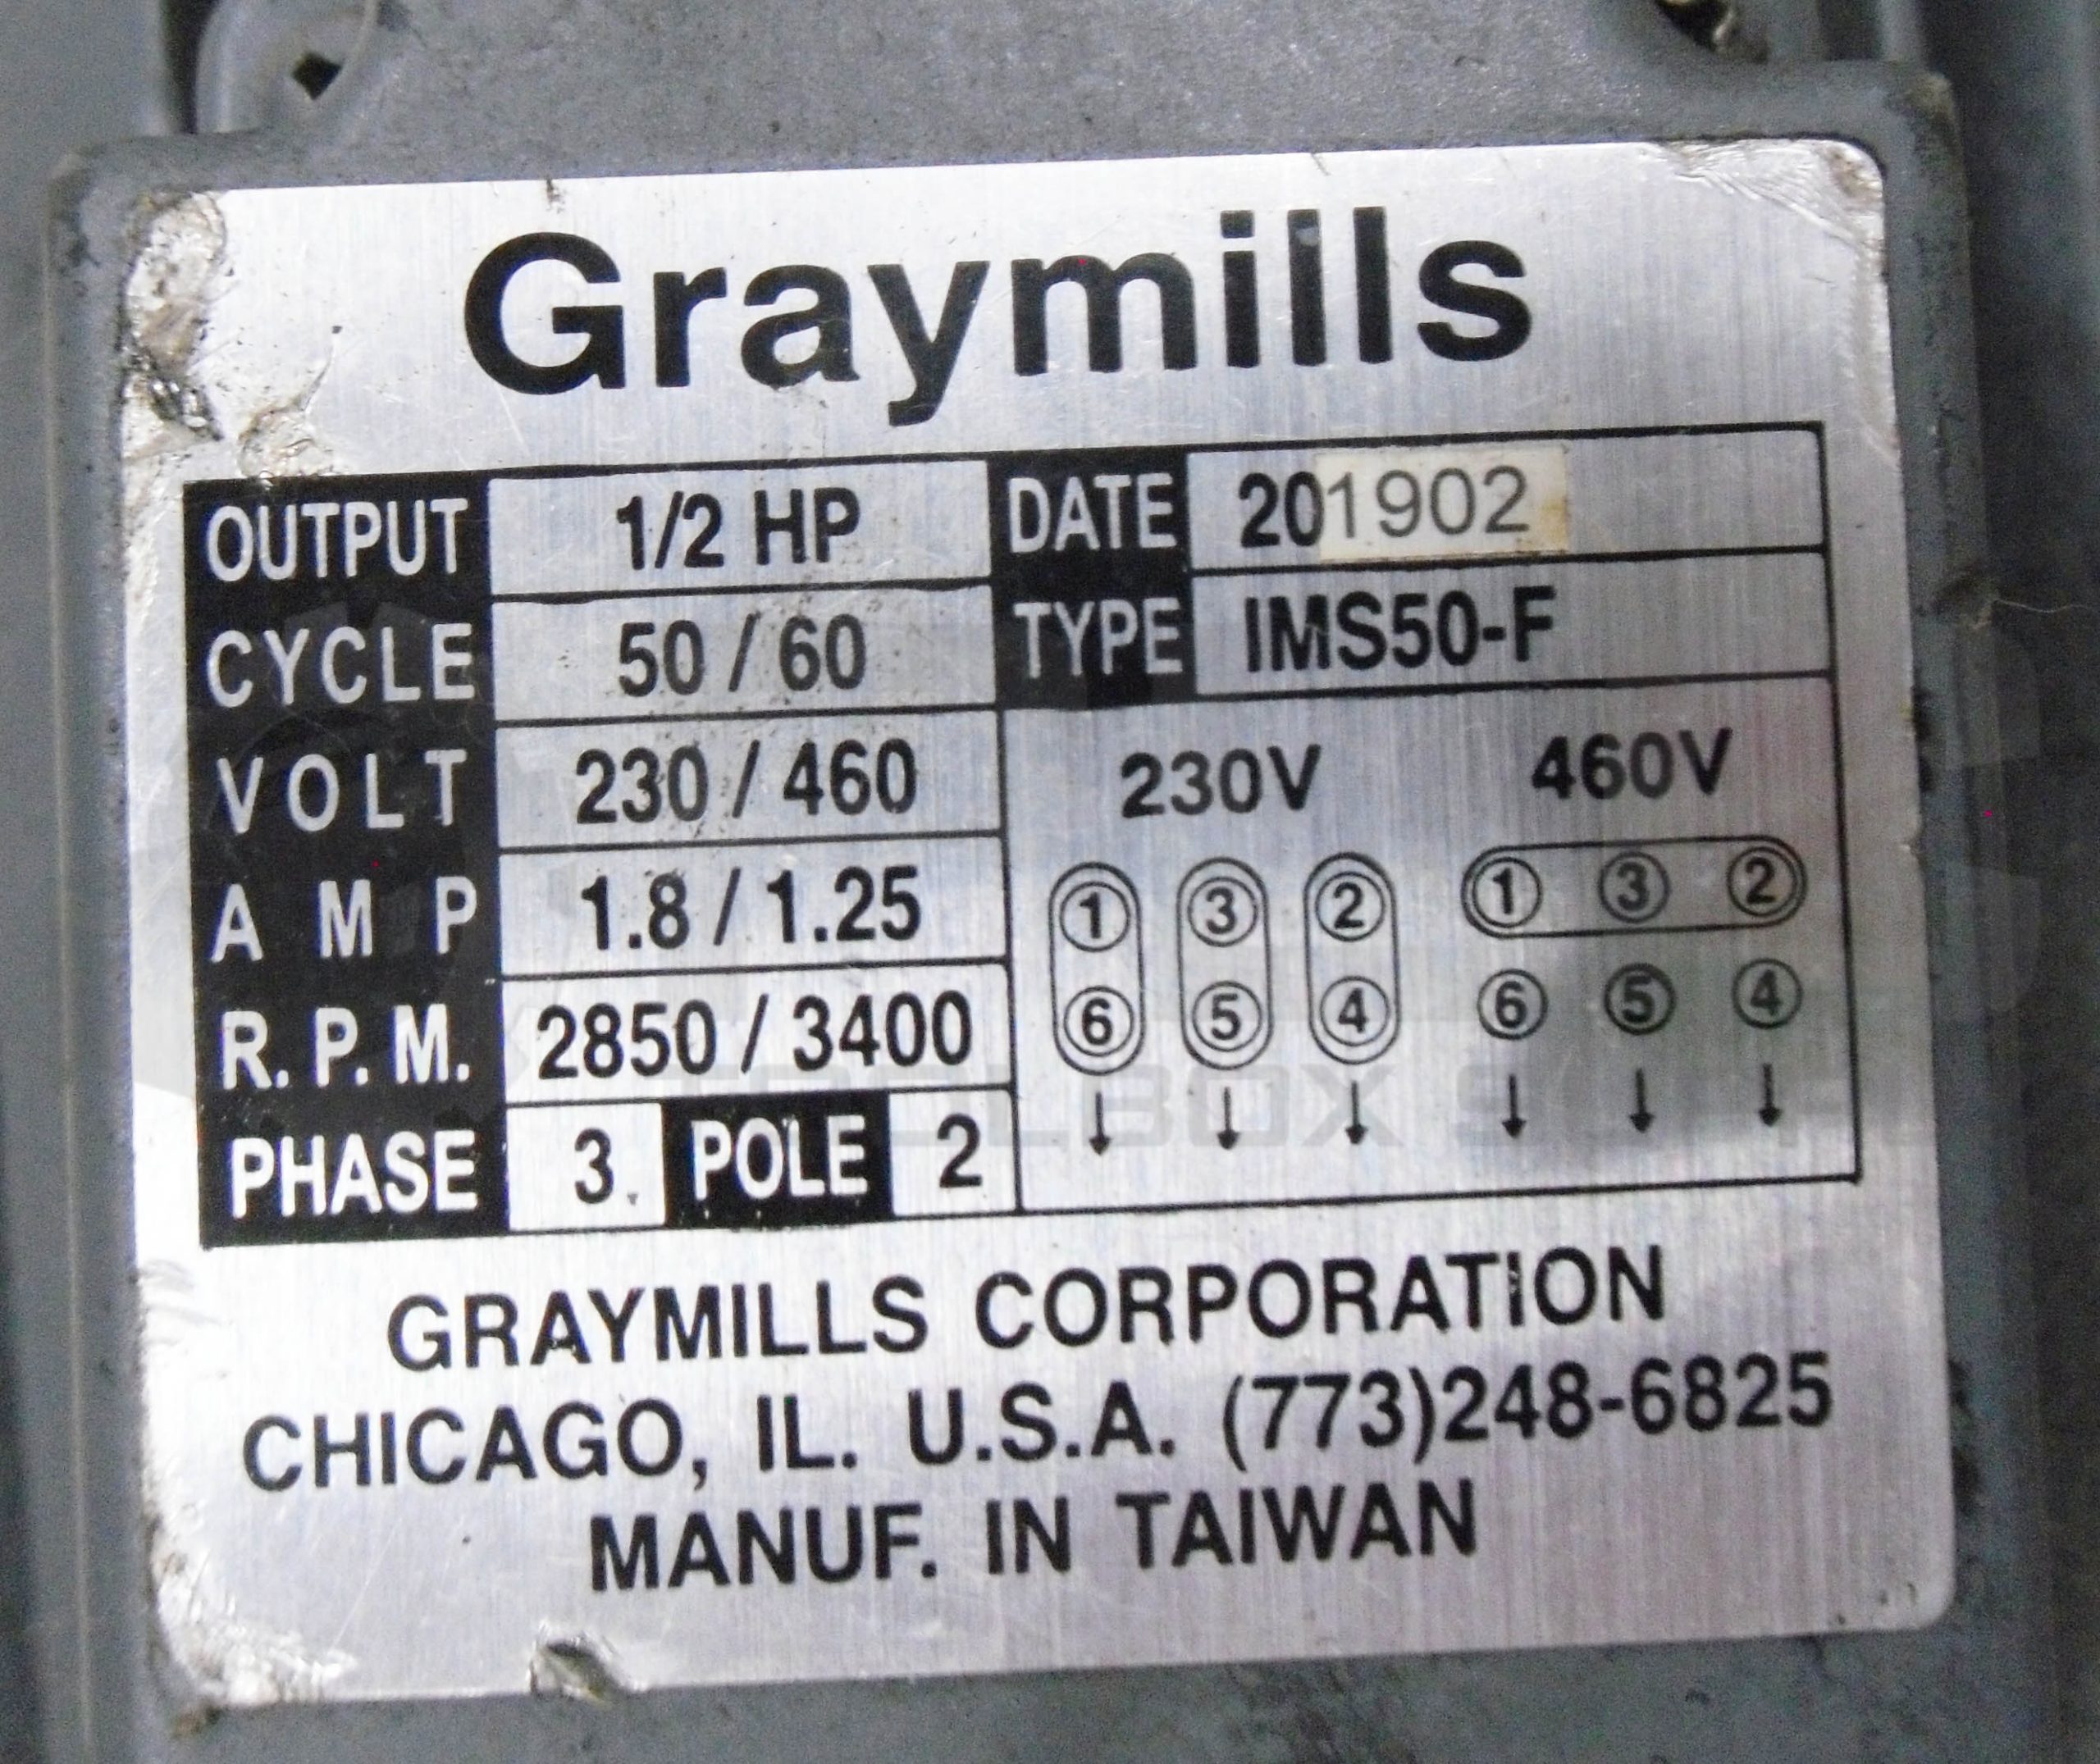 Graymills
OUTPUT 1/2 HP DATE 201902
CYCLE 50 / 60 TYPE IMS50-F
VOLT 230 / 460 230V 460V
AMP 1.8 / 1.25 1 3 2 1 3 2
R.P.M. 2850 / 3400 6 5 4 6 5 4
PHASE 3 POLE 2
GRAYMILLS CORPORATION
CHICAGO, IL. U.S.A. (773)248-6825
MANUF. IN TAIWAN